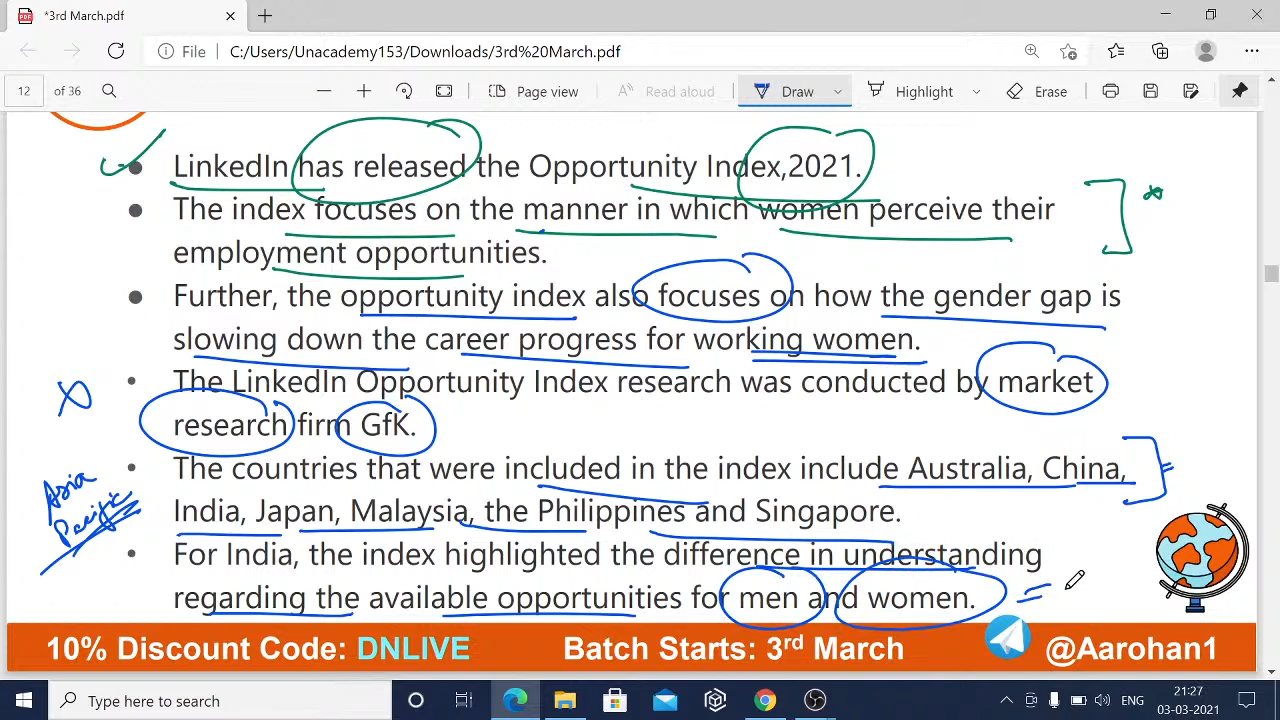 *3rd March.pdf
File
C:/Users/Unacademy153/Downloads/3rd%20March.pdf
12 of 36
Page view
Read aloud
Draw
Highlight
Erase
LinkedIn has released the Opportunity Index,2021.
The index focuses on the manner in which women perceive their
employment opportunities.
Further, the opportunity index also focuses on how the gender gap is
slowing down the career progress for working women.
• The LinkedIn Opportunity Index research was conducted by market
research firm GfK.
• The countries that were included in the index include Australia, China,
India, Japan, Malaysia, the Philippines and Singapore.
Asia
Pacific
• For India, the index highlighted the difference in understanding
regarding the available opportunities for men and women.
10% Discount Code: DNLIVE
Batch Starts: 3rd March
@Aarohan1
Type here to search
ENG
21:27
03-03-2021